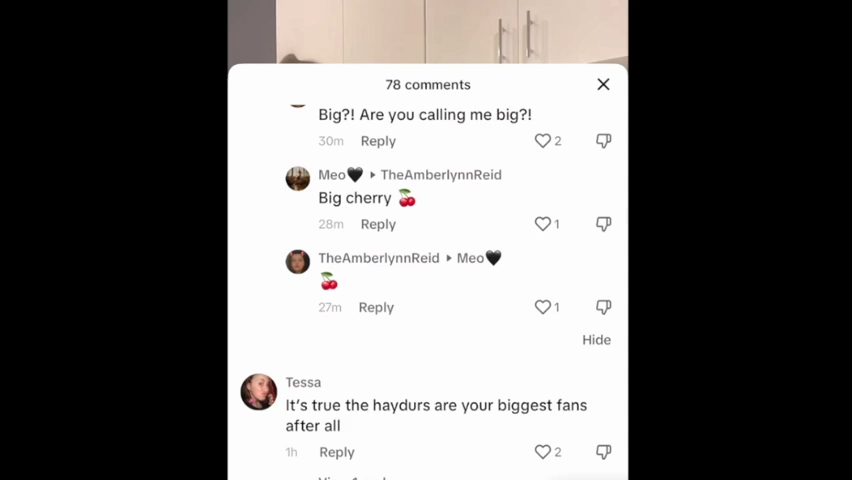 78 comments
Big?! Are you calling me big?!
30m Reply 2
Meo🖤 ▸ TheAmberlynnReid
Big cherry 🍒
28m Reply 1
TheAmberlynnReid ▸ Meo🖤
🍒
27m Reply 1
Hide
Tessa
It's true the haydurs are your biggest fans
after all
1h Reply 2